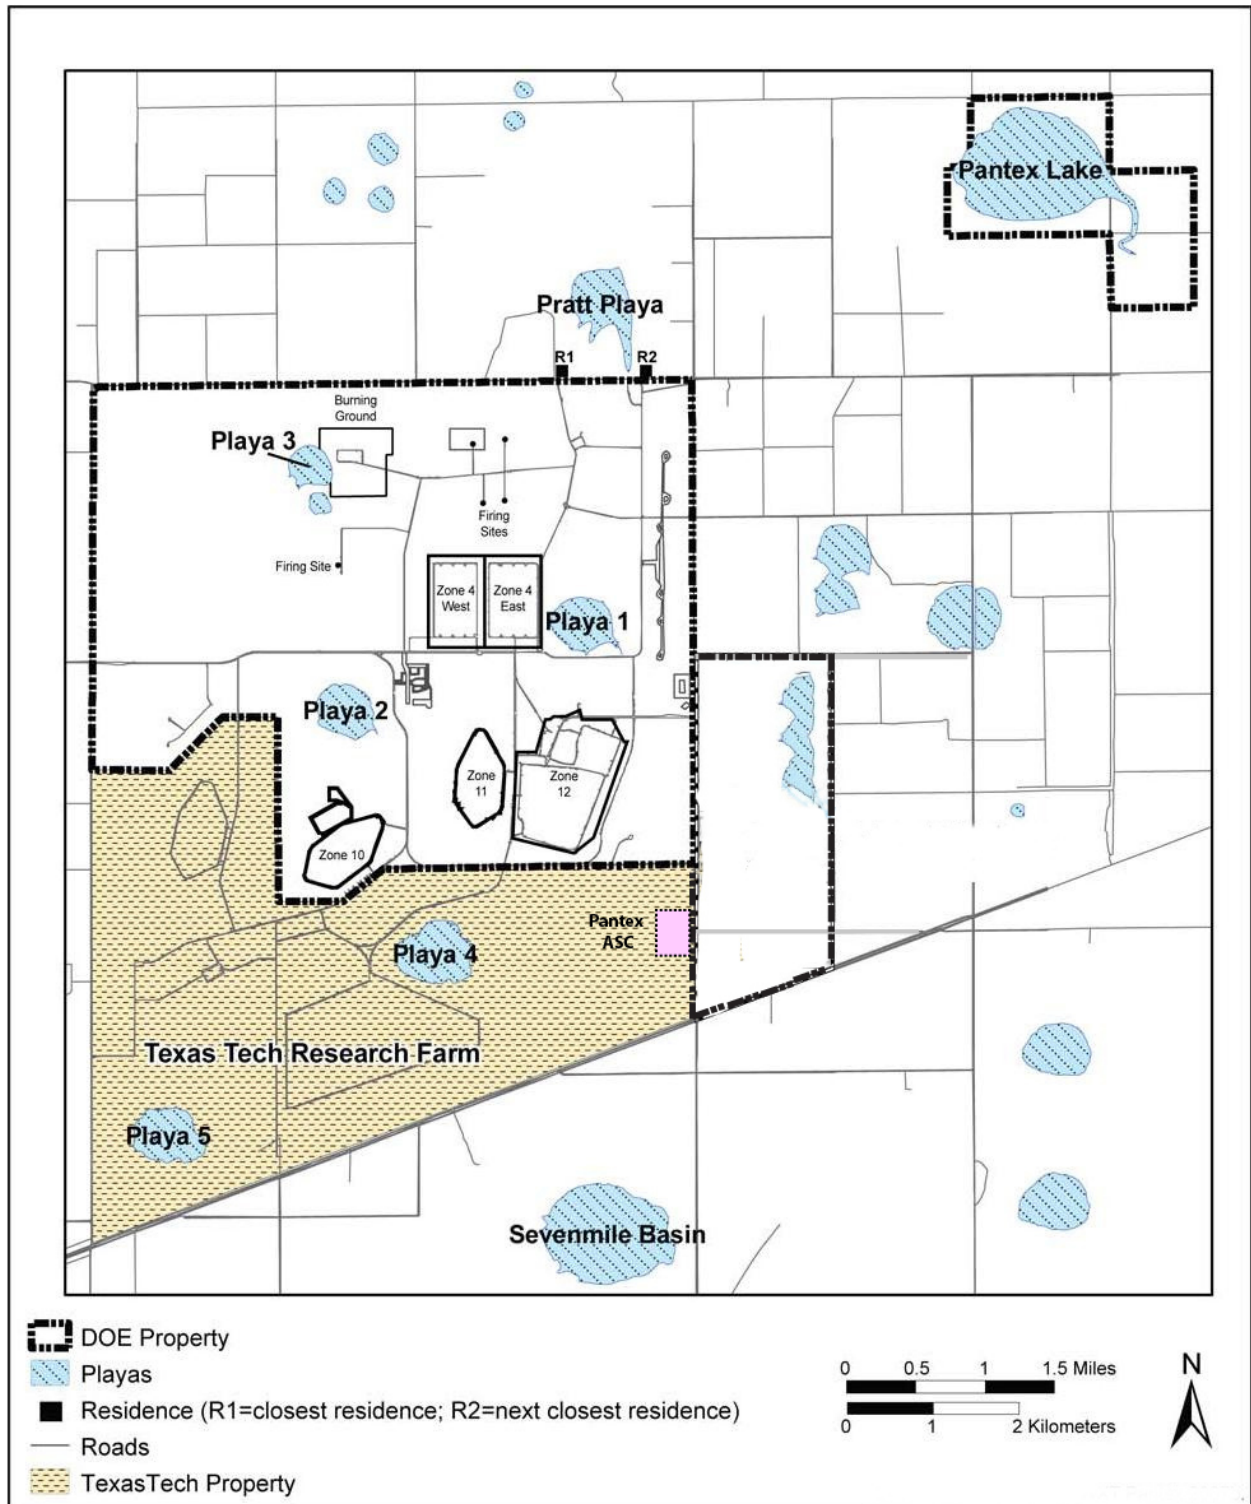 Pantex Lake
Pratt Playa
R1
R2
Burning
Ground
Playa 3
Firing
Sites
Firing Site
Zone 4
West
Zone 4
East
Playa 1
Playa 2
Zone
11
Zone
12
Zone 10
Pantex
ASC
Playa 4
Texas Tech Research Farm
Playa 5
Sevenmile Basin
DOE Property
Playas
Residence (R1=closest residence; R2=next closest residence)
Roads
TexasTech Property
0 0.5 1 1.5 Miles
0 1 2 Kilometers
N